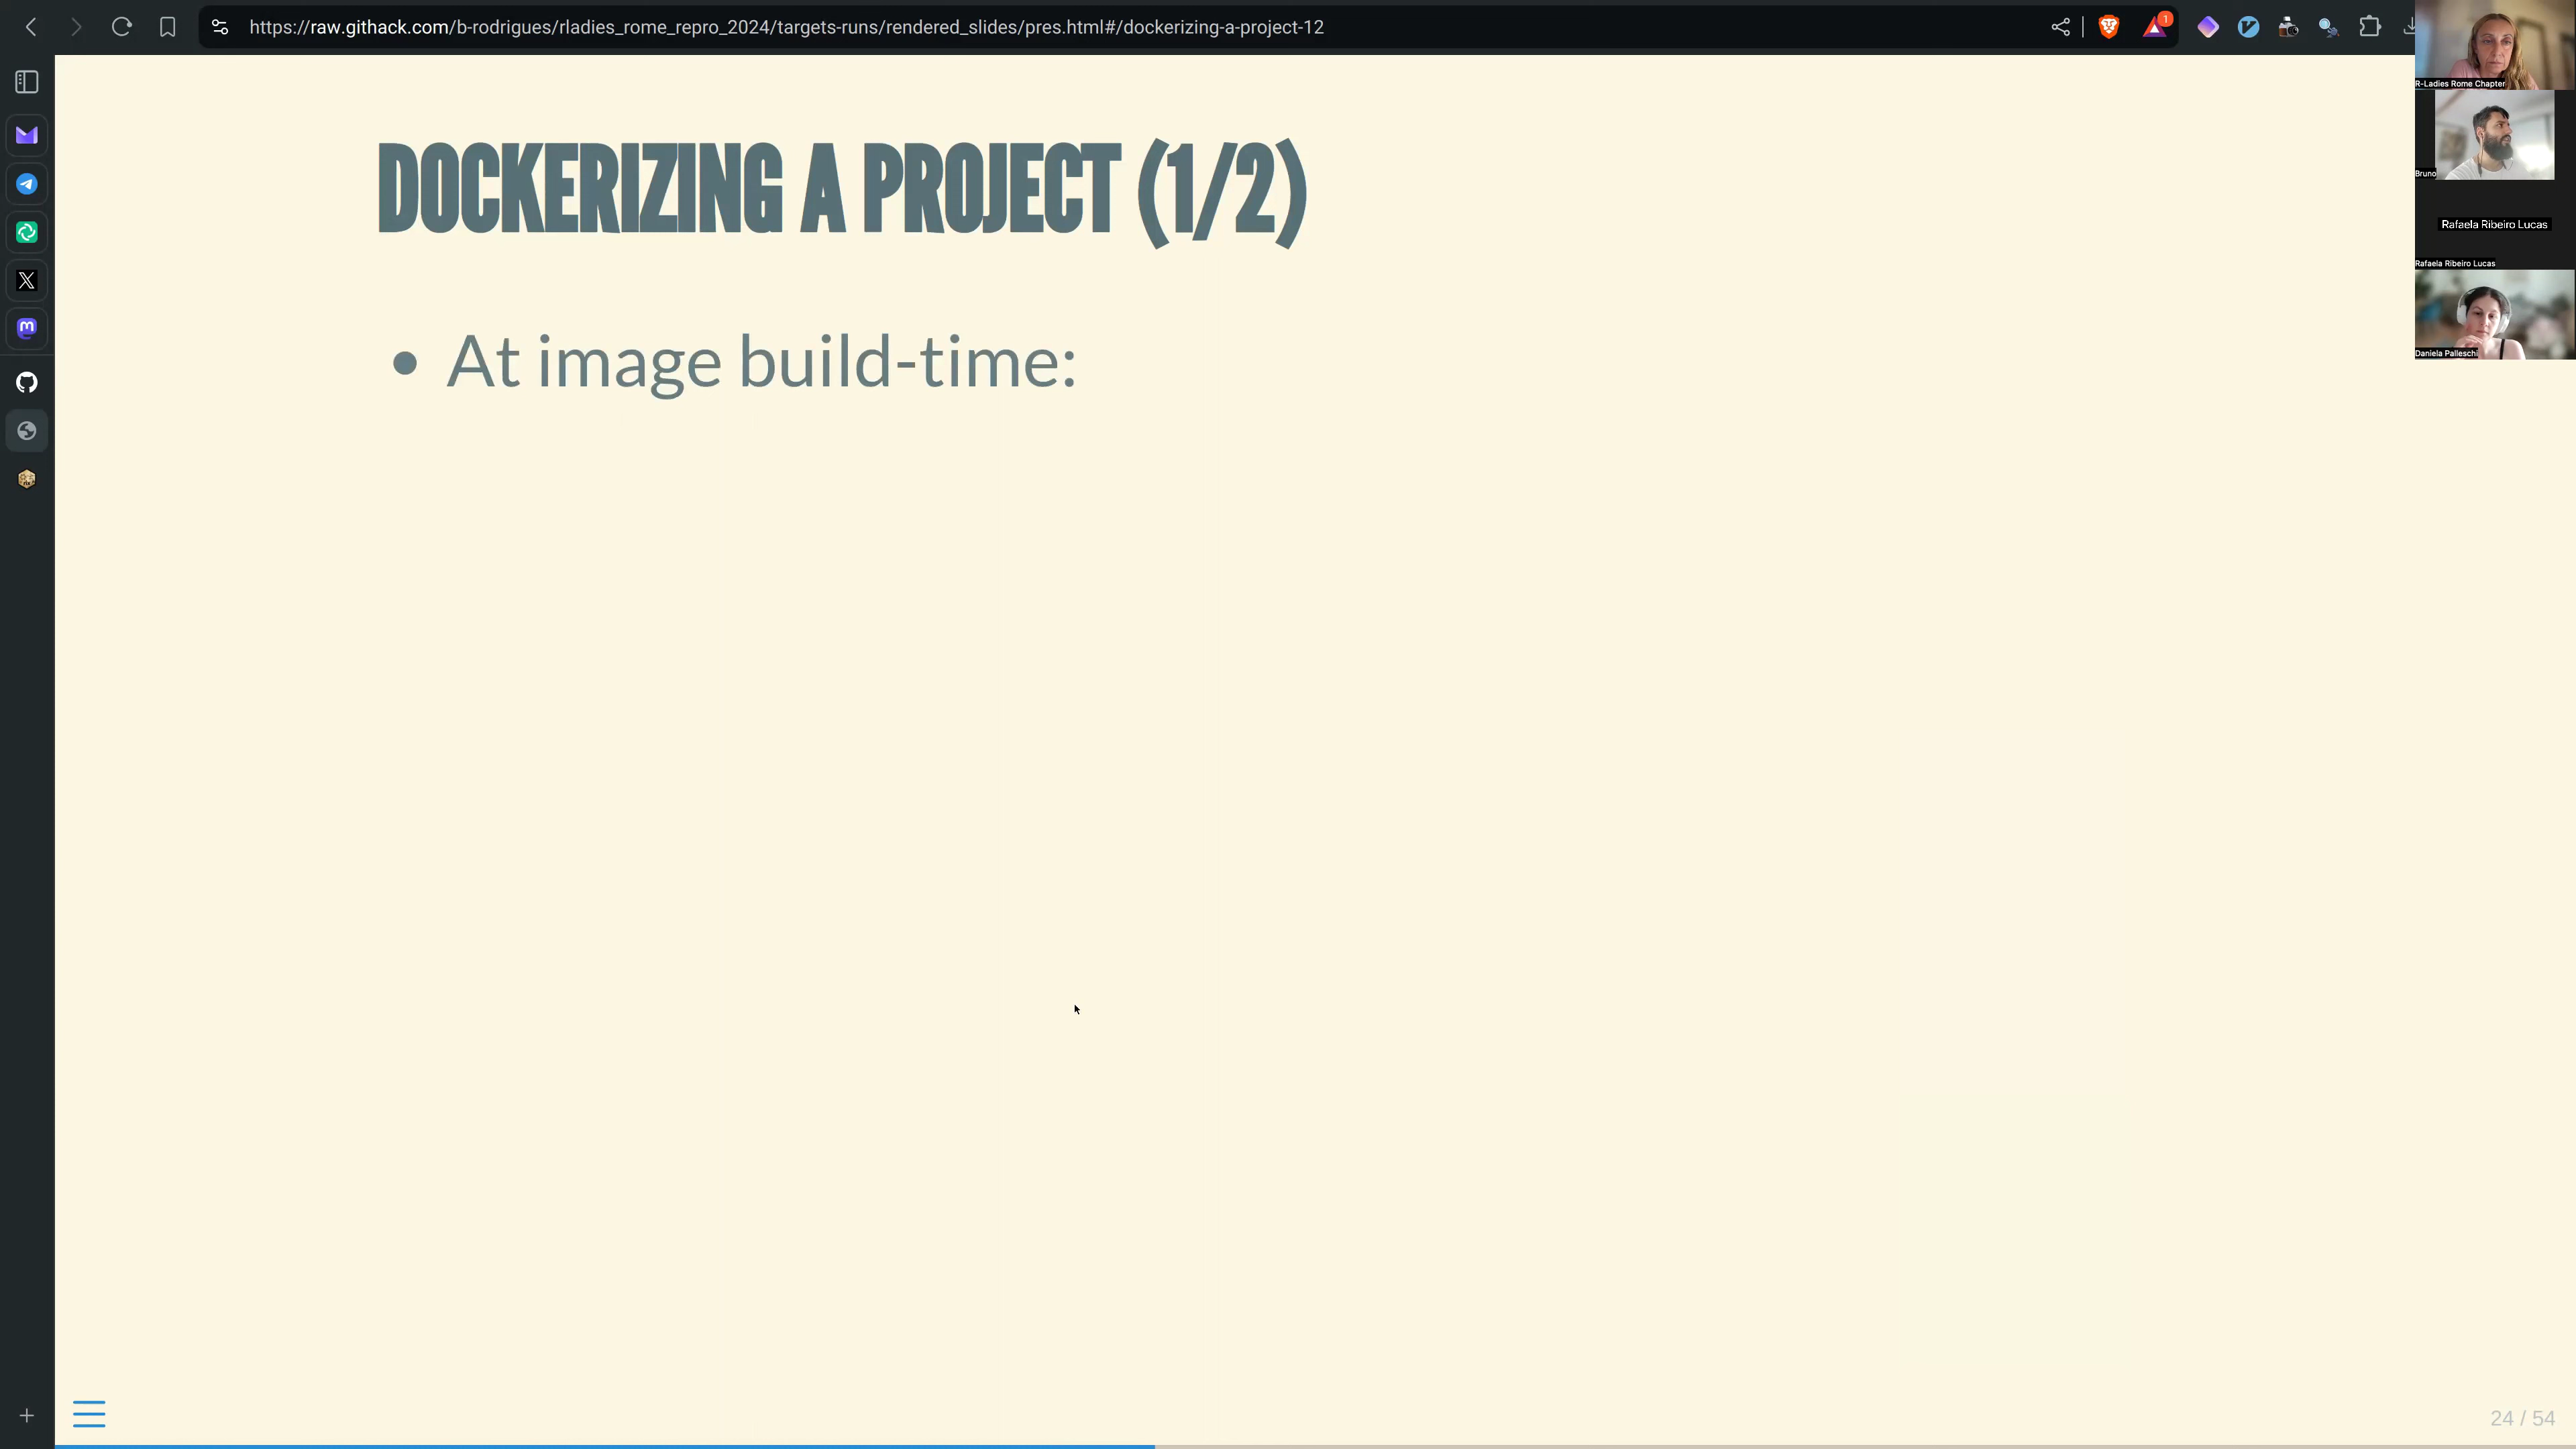 https://raw.githack.com/b-rodrigues/rladies_rome_repro_2024/targets-runs/rendered_slides/pres.html#/dockerizing-a-project-12
1
R-Ladies Rome Chapter
Bruno
Rafaela Ribeiro Lucas
Rafaela Ribeiro Lucas
Daniela Palleschi
DOCKERIZING A PROJECT (1/2)
• At image build-time:
24 / 54